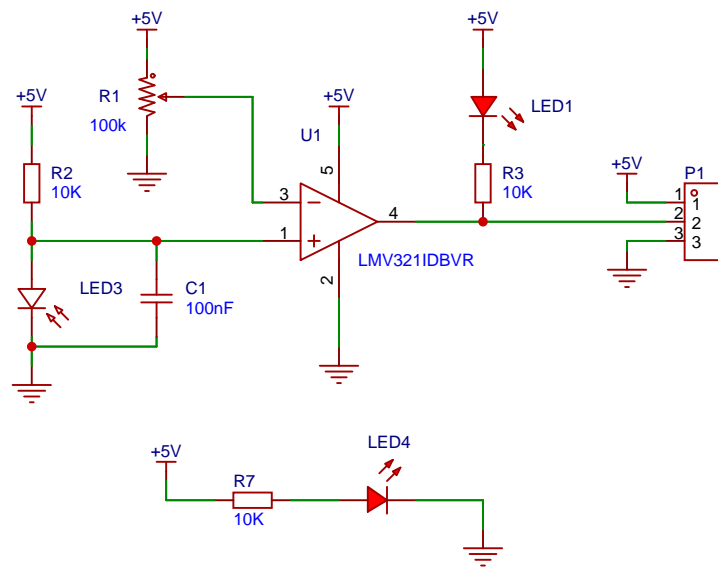 +5V
+5V
LED1
P1
+5V
R1
100k
+5V
U1
R2
10K
5
R3
10K
+5V
1
1
2
2
3
3
3
4
1
LMV321IDBVR
2
LED3
C1
100nF
LED4
+5V
R7
10K